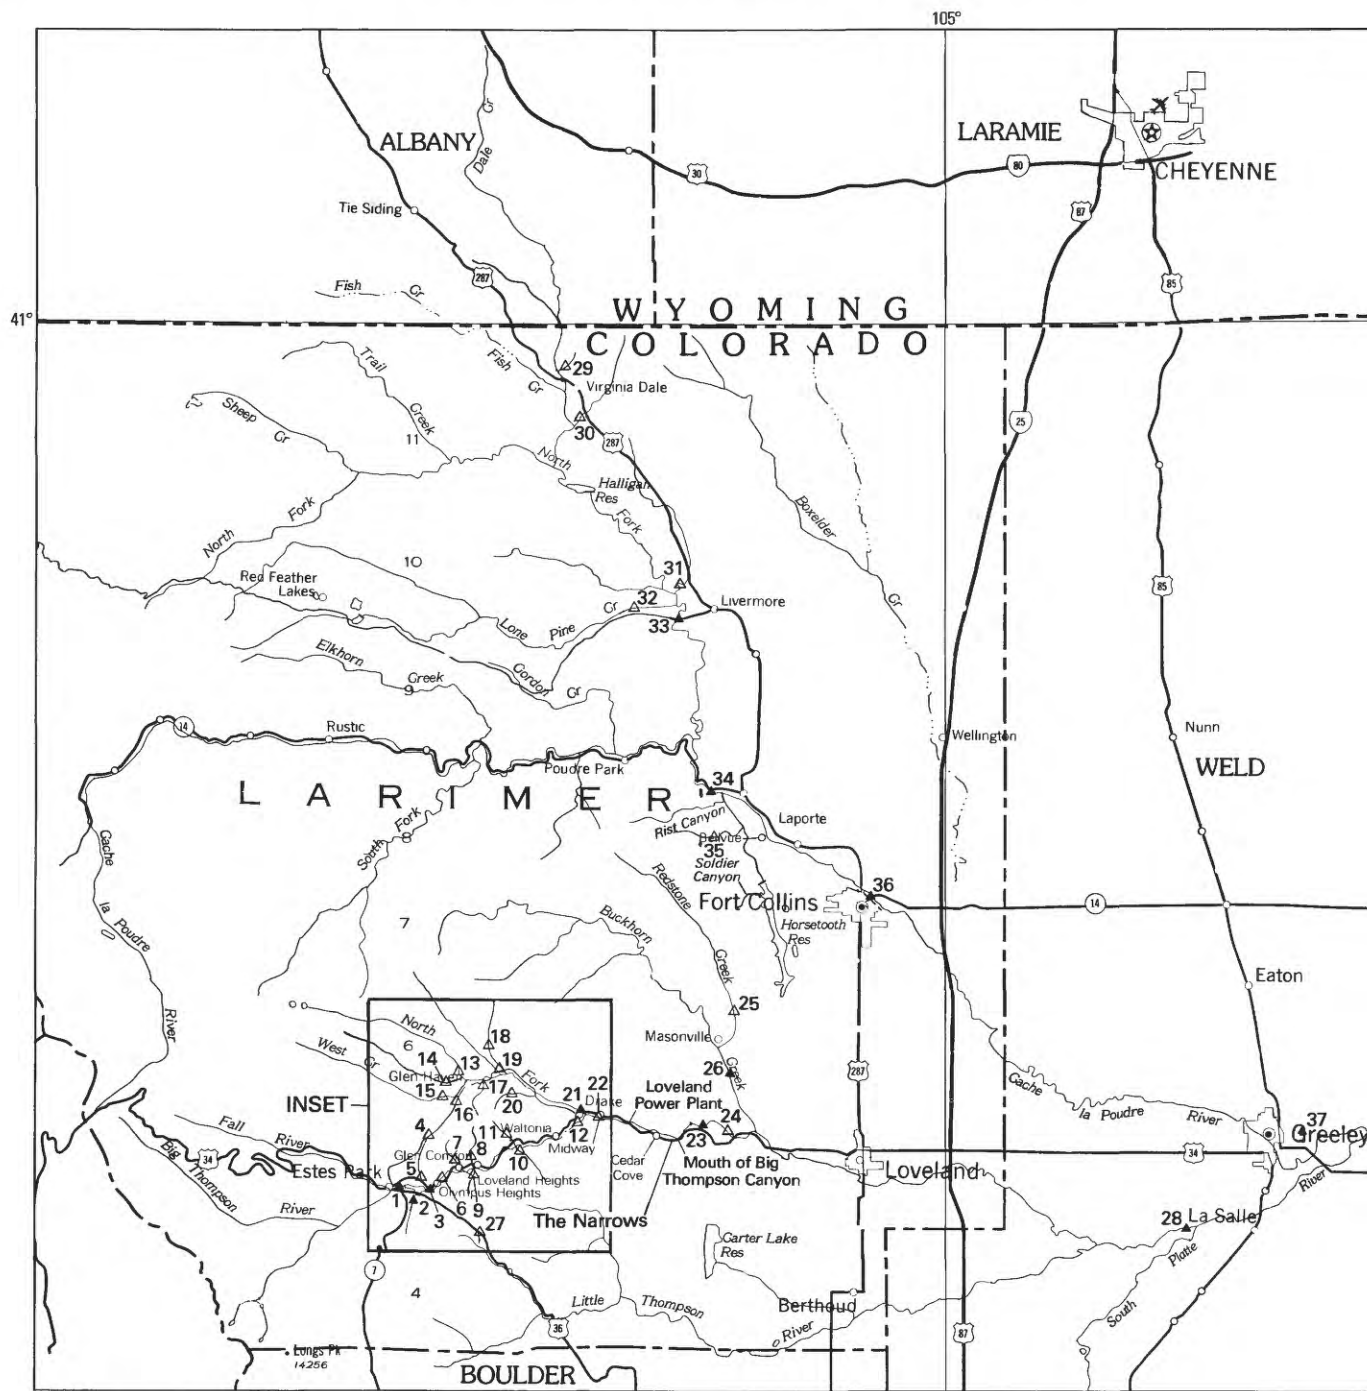 105°
ALBANY
Dale
Cr
LARAMIE
CHEYENNE
30
80
87
Tie Siding
287
85
Fish
Cr
WYOMING
41°
COLORADO
Fish
Cr
29
Virginia Dale
Trail
Creek
Sheep
Cr
11
30
287
25
North
Halligan
Res
Fork
Boxelder
Cr
North
Fork
10
Red Feather
Lakes
31
32
Cr
Livermore
85
33
Lone
Pine
Elkhorn
Creek
9
Gordon
Cr
14
Rustic
Wellington
Nunn
Poudre Park
WELD
34
LARIMER
Rist Canyon
Laporte
Bellvue
35
South
Fork
8
Soldier
Canyon
Cache
la
Poudre
River
Redstone
Creek
36
Fort Collins
14
Horsetooth
Res
7
Buckhorn
Eaton
25
North
18
Masonville
West
Cr
6
14
13
19
Fork
26
Creek
Glen Haven
15
17
287
Cache
la Poudre
River
INSET
16
20
21
22
Drake
Loveland
Power Plant
37
Greeley
Fall
River
4
11
Waltonia
12
23
24
34
Big
Thompson
River
7
8
Midway
Glen Comfort
10
Cedar
Cove
Mouth of Big
Thompson Canyon
34
Estes Park
5
Loveland
Loveland Heights
Olympus Heights
River
1
2
3
6
9
The Narrows
27
28
La Salle
Carter Lake
Res
Platte
South
7
4
Little
Thompson
River
Berthoud
36
87
Longs Pk
14256
BOULDER